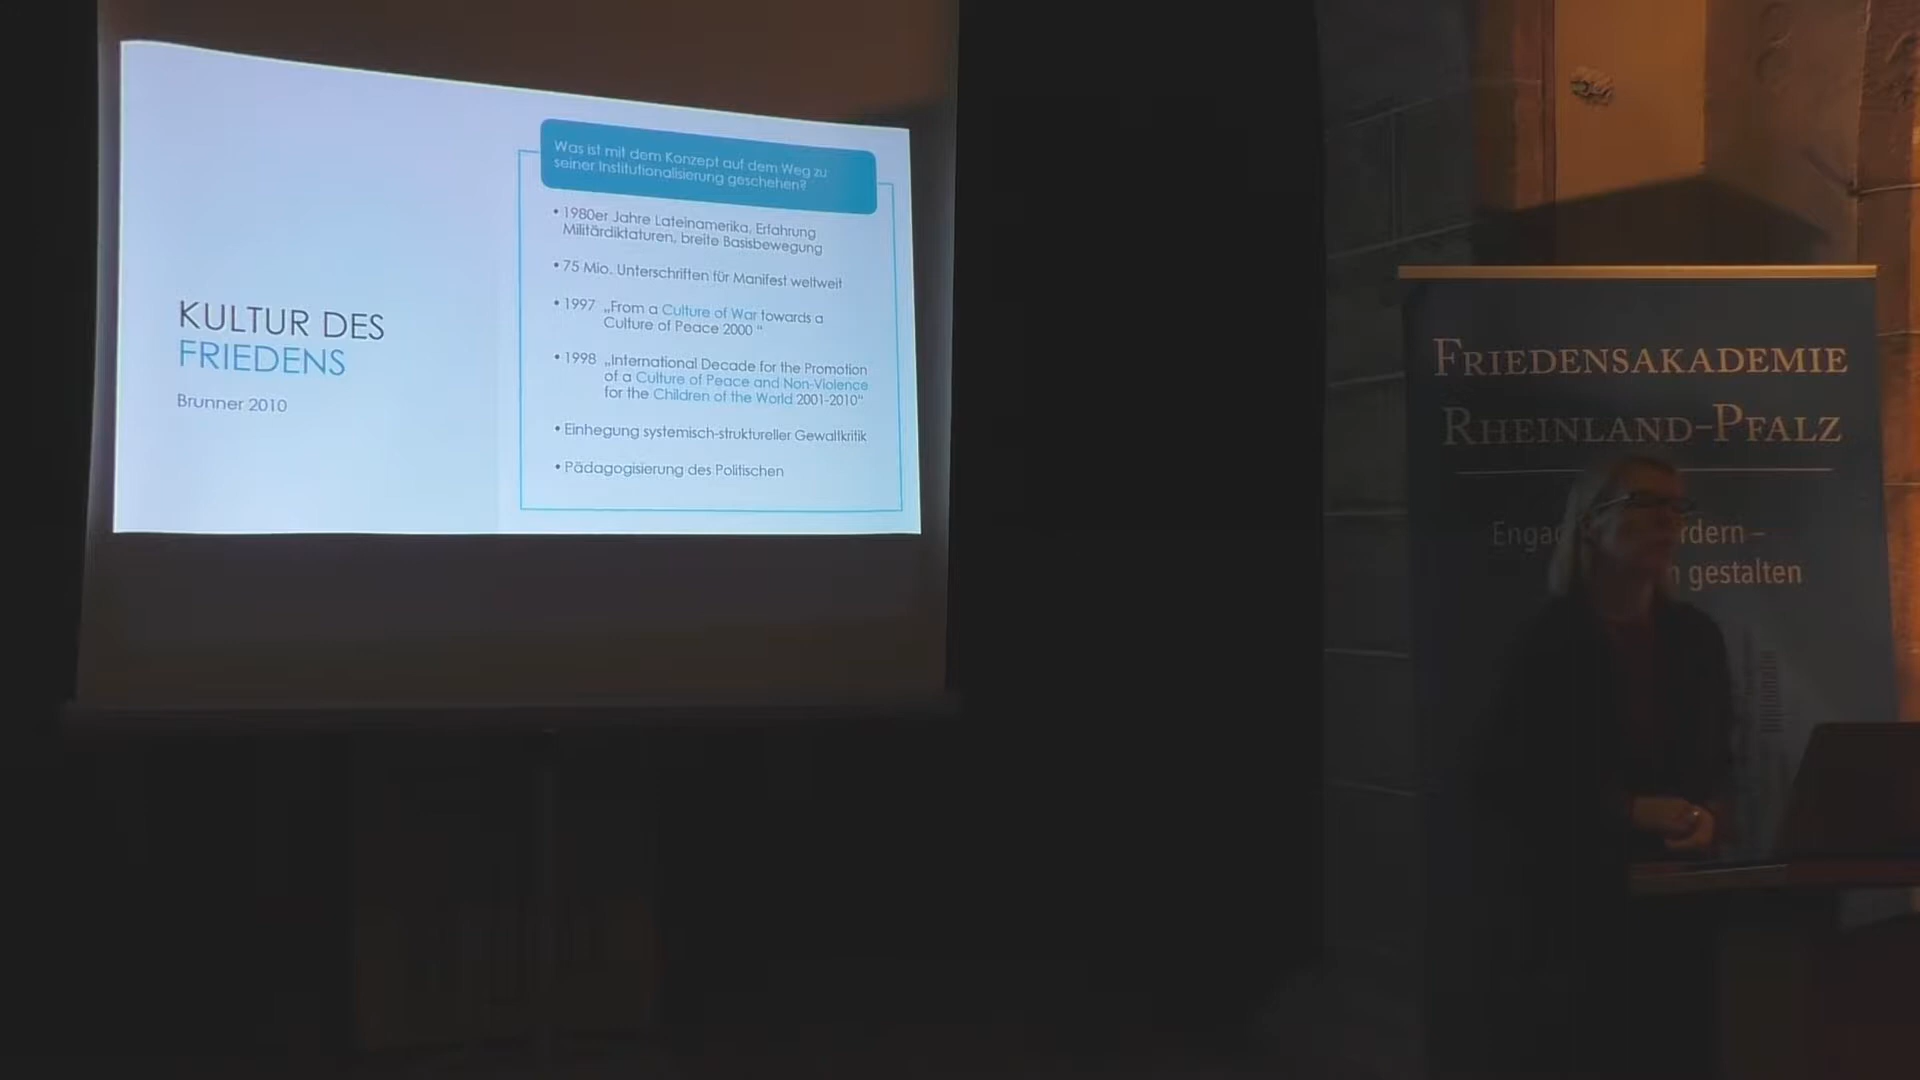 KULTUR DES
FRIEDENS
Brunner 2010
Was ist mit dem Konzept auf dem Weg zu
seiner Institutionalisierung geschehen?
• 1980er Jahre Lateinamerika, Erfahrung
Militärdiktaturen, breite Basisbewegung
• 75 Mio. Unterschriften für Manifest weltweit
• 1997 „From a Culture of War towards a
Culture of Peace 2000 “
• 1998 „International Decade for the Promotion
of a Culture of Peace and Non-Violence
for the Children of the World 2001-2010“
• Einhegung systemisch-struktureller Gewaltkritik
• Pädagogisierung des Politischen
FRIEDENSAKADEMIE
RHEINLAND-PFALZ
rdern –
gestalten